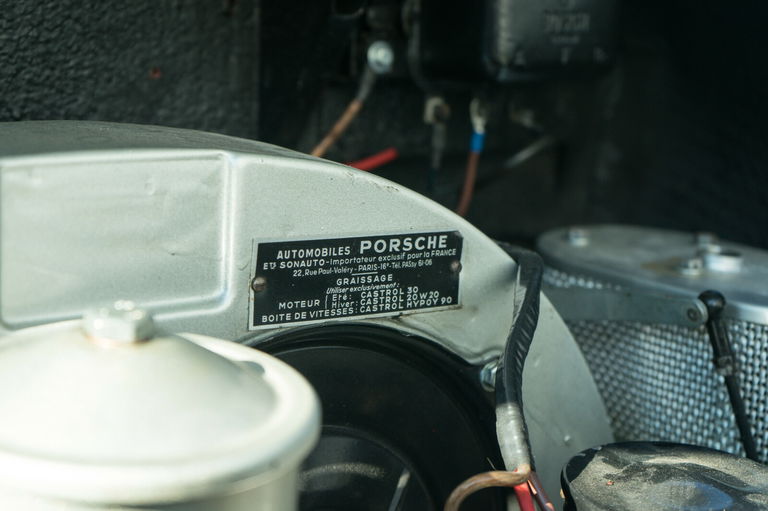 AUTOMOBILES PORSCHE
Ets SONAUTO-Importateur exclusif pour la FRANCE
22, Rue Paul-Valéry-PARIS-16e-Tél. PASsy 61-06
GRAISSAGE
Utiliser exclusivement:
MOTEUR { Eté: CASTROL 30
Hiver: CASTROL 20W20
BOITE DE VITESSES: CASTROL HYPOY 90